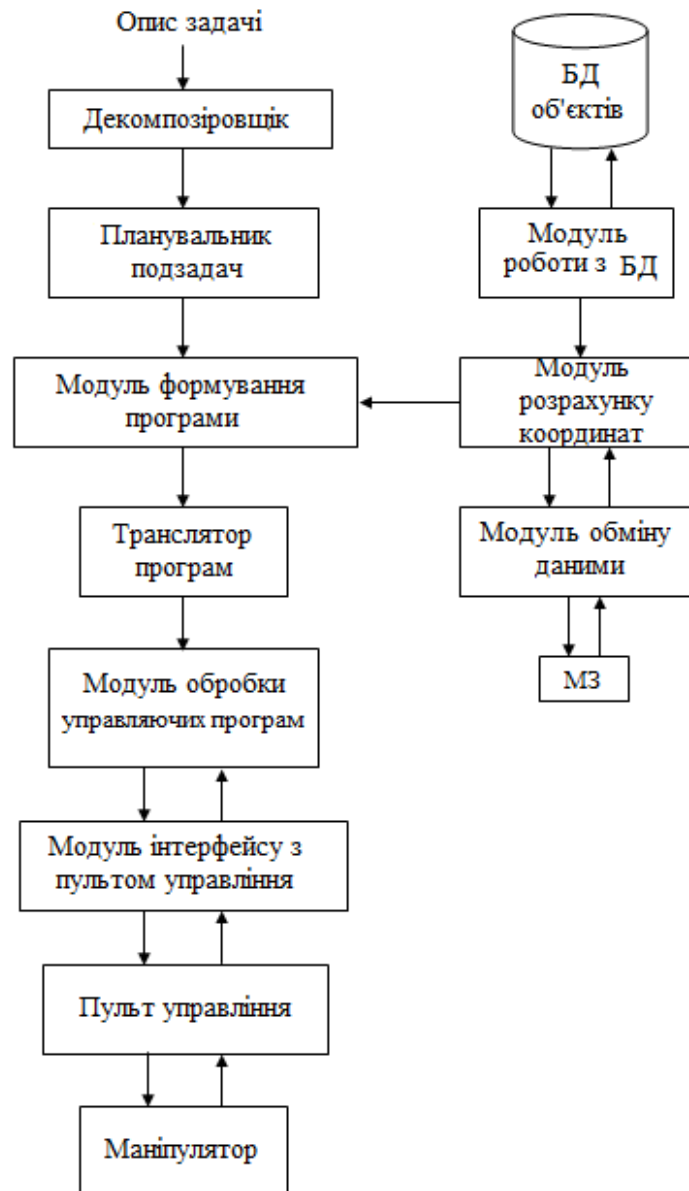 Опис задачі
Декомпозіровщік
Планувальник
подзадач
Модуль формування
програми
Транслятор
програм
Модуль обробки
управляючих програм
Модуль інтерфейсу з
пультом управління
Пульт управління
Маніпулятор
БД
об'єктів
Модуль
роботи з БД
Модуль
розрахунку
координат
Модуль обміну
даними
МЗ